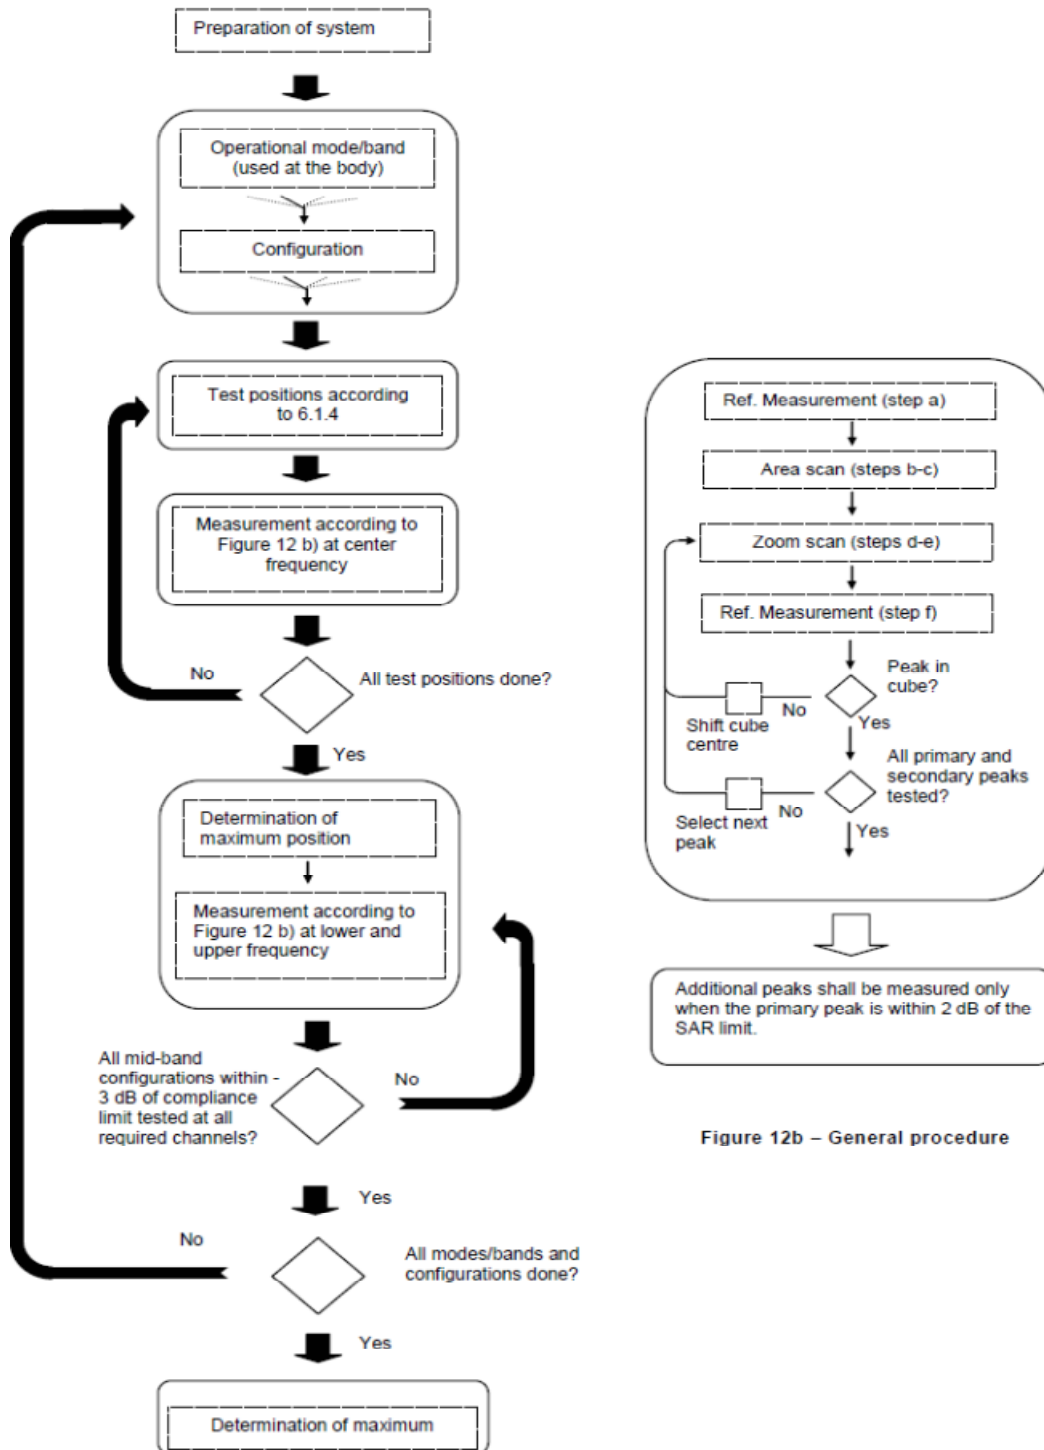 Preparation of system
Operational mode/band
(used at the body)
Configuration
Test positions according
to 6.1.4
Measurement according to
Figure 12 b) at center
frequency
No
All test positions done?
Yes
Determination of
maximum position
Measurement according to
Figure 12 b) at lower and
upper frequency
All mid-band
configurations within -
3 dB of compliance
limit tested at all
required channels?
No
Yes
No
All modes/bands and
configurations done?
Yes
Determination of maximum
Ref. Measurement (step a)
Area scan (steps b-c)
Zoom scan (steps d-e)
Ref. Measurement (step f)
Peak in
cube?
No
Shift cube
centre
Yes
All primary and
secondary peaks
tested?
No
Select next
peak
Yes
Additional peaks shall be measured only
when the primary peak is within 2 dB of the
SAR limit.
Figure 12b – General procedure